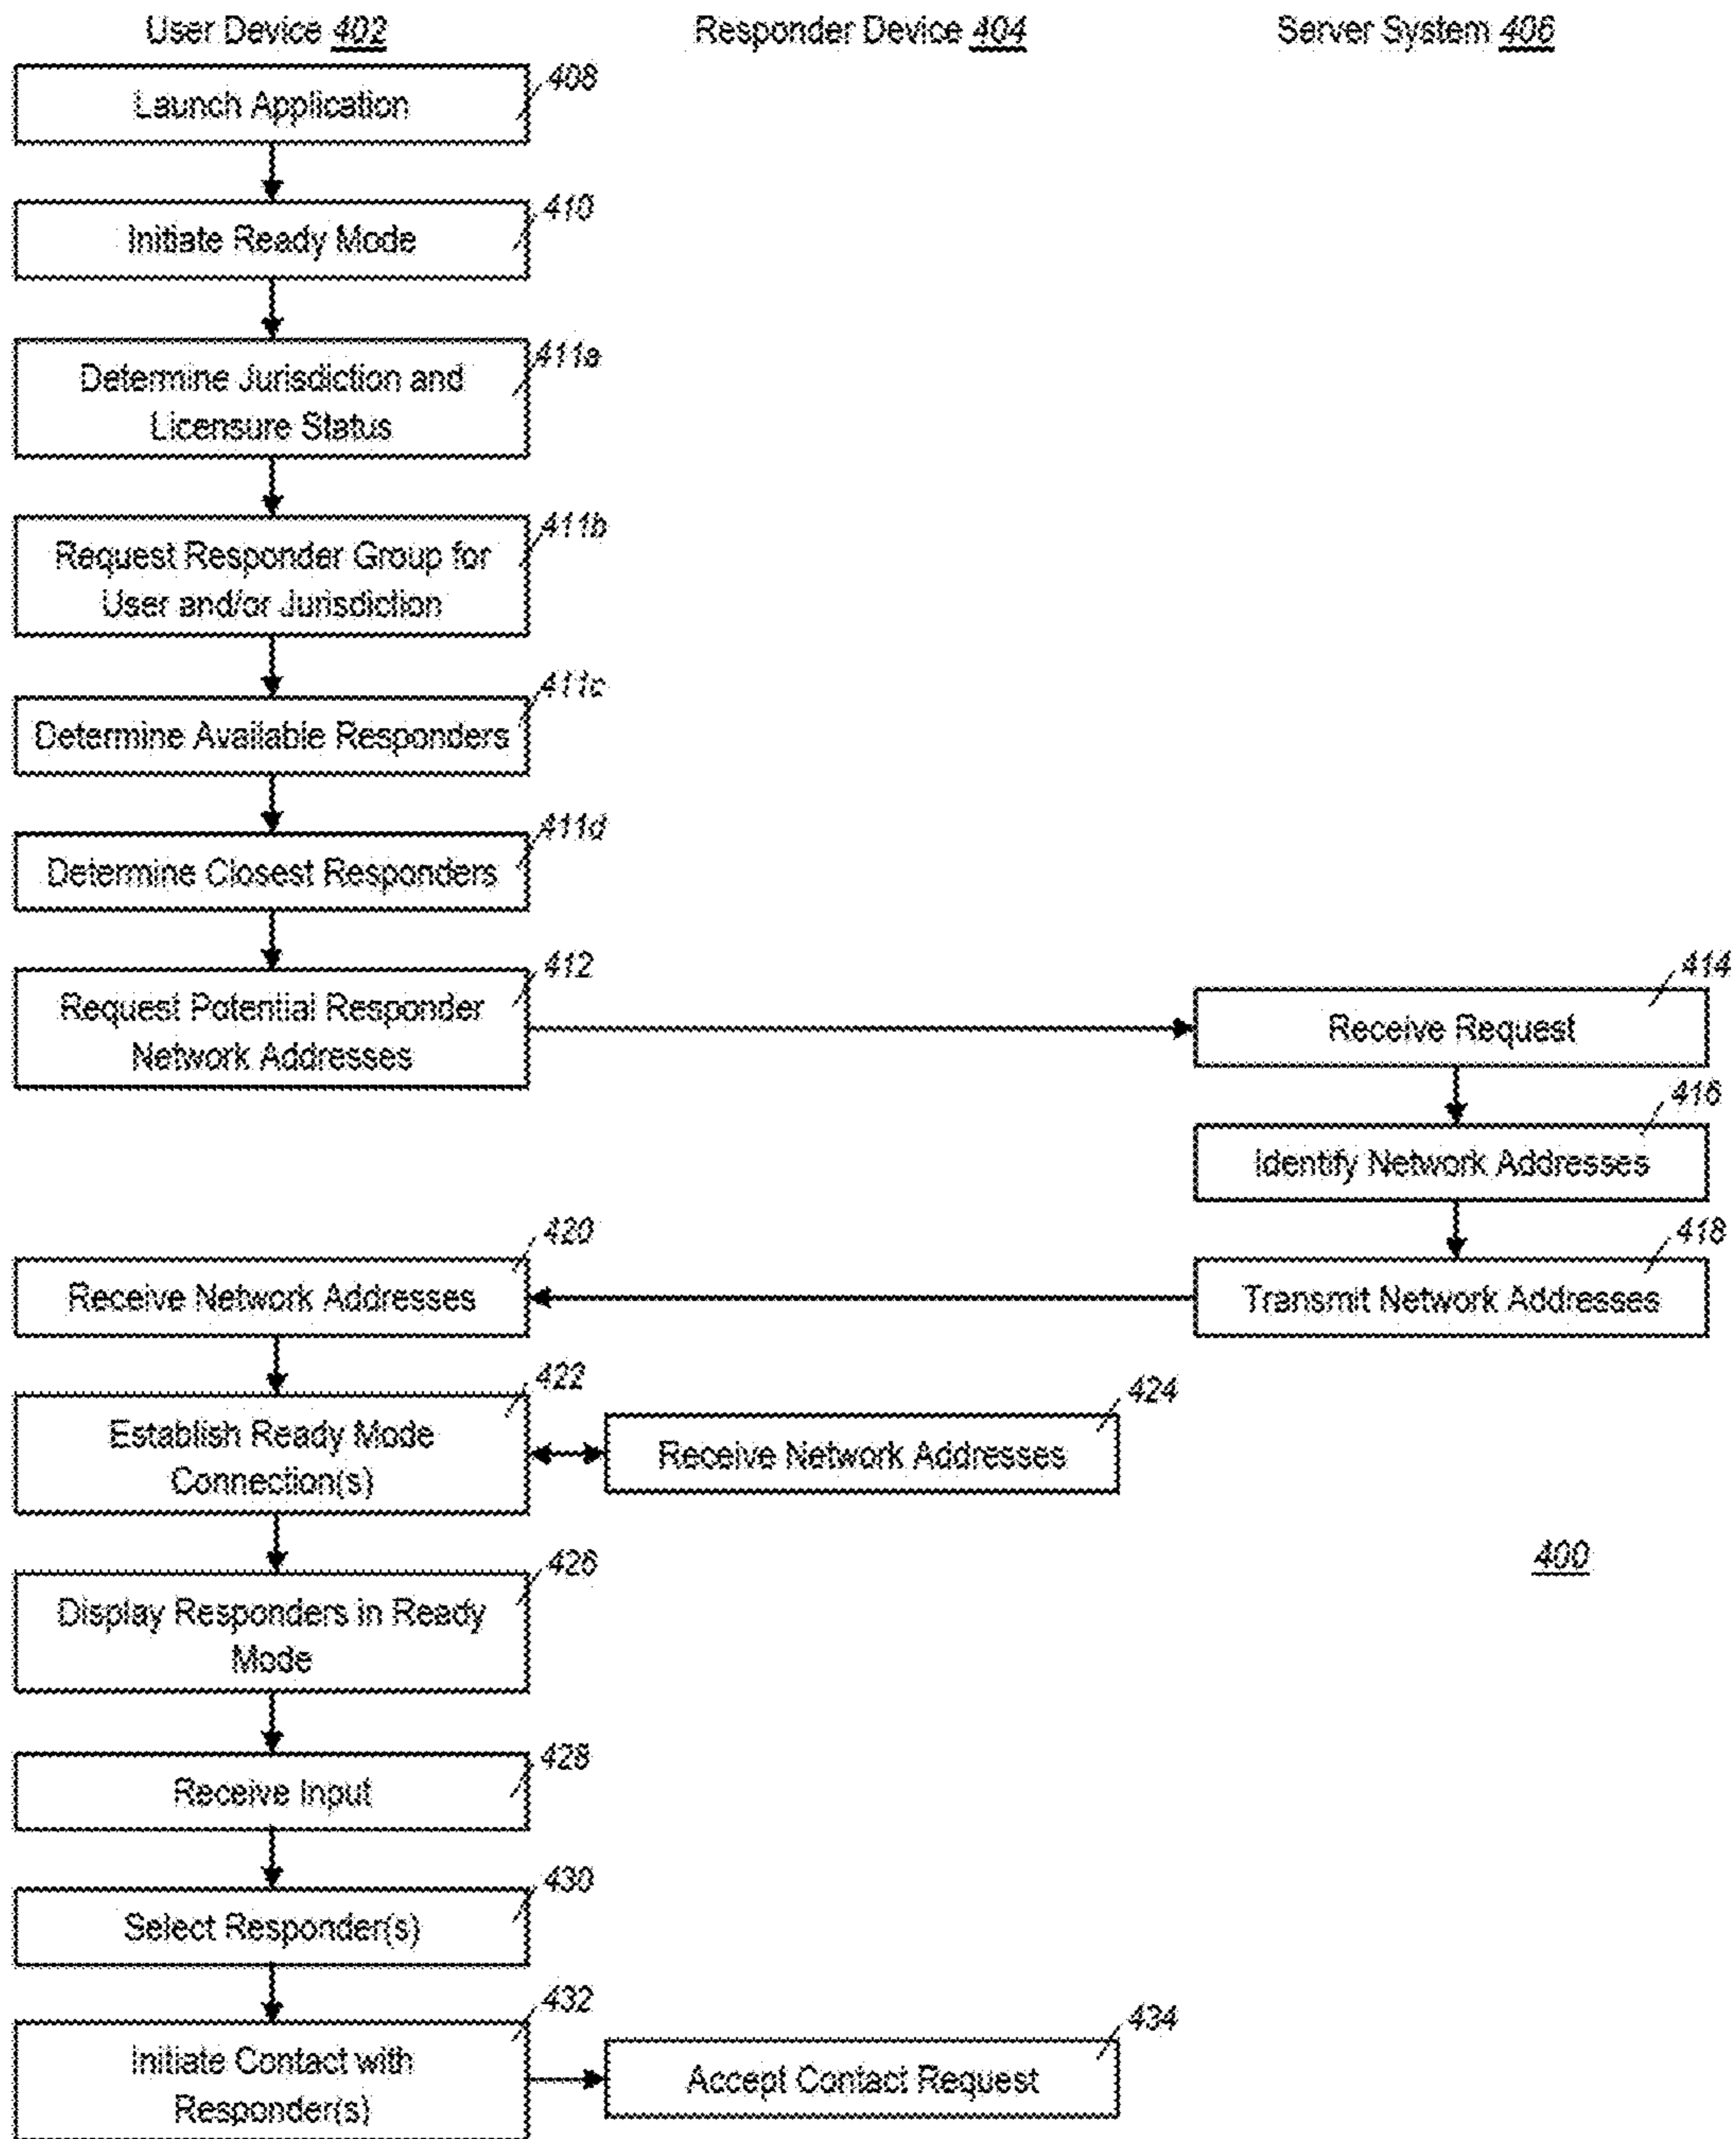 User Device 402
Responder Device 404
Server System 406
408
Launch Application
410
Initiate Ready Mode
411a
Determine Jurisdiction and
Licensure Status
411b
Request Responder Group for
User and/or Jurisdiction
411c
Determine Available Responders
411d
Determine Closest Responders
412
Request Potential Responder
Network Addresses
414
Receive Request
416
Identify Network Addresses
418
Transmit Network Addresses
420
Receive Network Addresses
422
Establish Ready Mode
Connection(s)
424
Receive Network Addresses
400
426
Display Responders in Ready
Mode
428
Receive Input
430
Select Responder(s)
432
Initiate Contact with
Responder(s)
434
Accept Contact Request